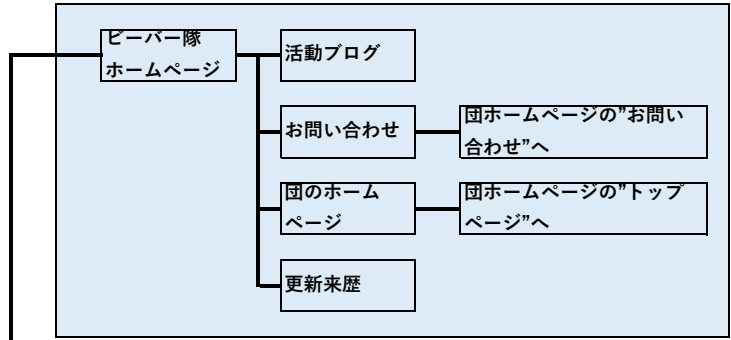 ビーバー隊
ホームページ
活動ブログ
お問い合わせ
団ホームページの”お問い
合わせ”へ
団のホーム
ページ
団ホームページの”トップ
ページ”へ
更新来歴